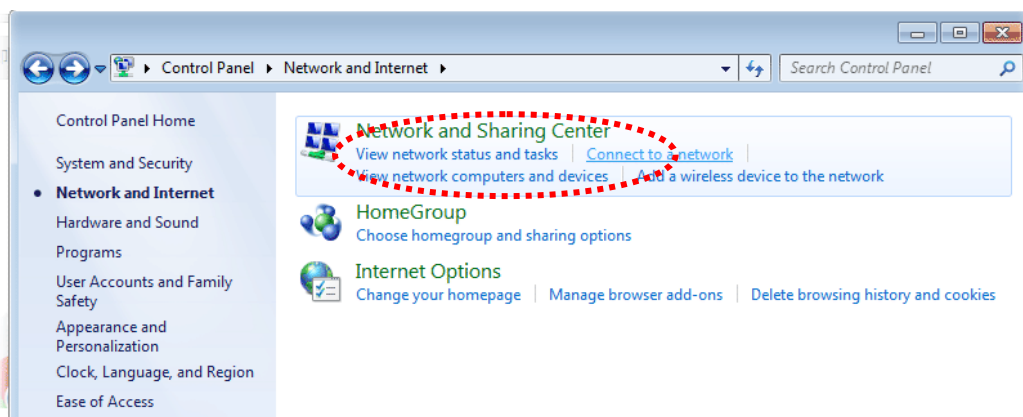 Control Panel ▸ Network and Internet ▸
Search Control Panel
Control Panel Home
System and Security
Network and Internet
Hardware and Sound
Programs
User Accounts and Family
Safety
Appearance and
Personalization
Clock, Language, and Region
Ease of Access
Network and Sharing Center
View network status and tasks | Connect to a network |
View network computers and devices | Add a wireless device to the network
HomeGroup
Choose homegroup and sharing options
Internet Options
Change your homepage | Manage browser add-ons | Delete browsing history and cookies